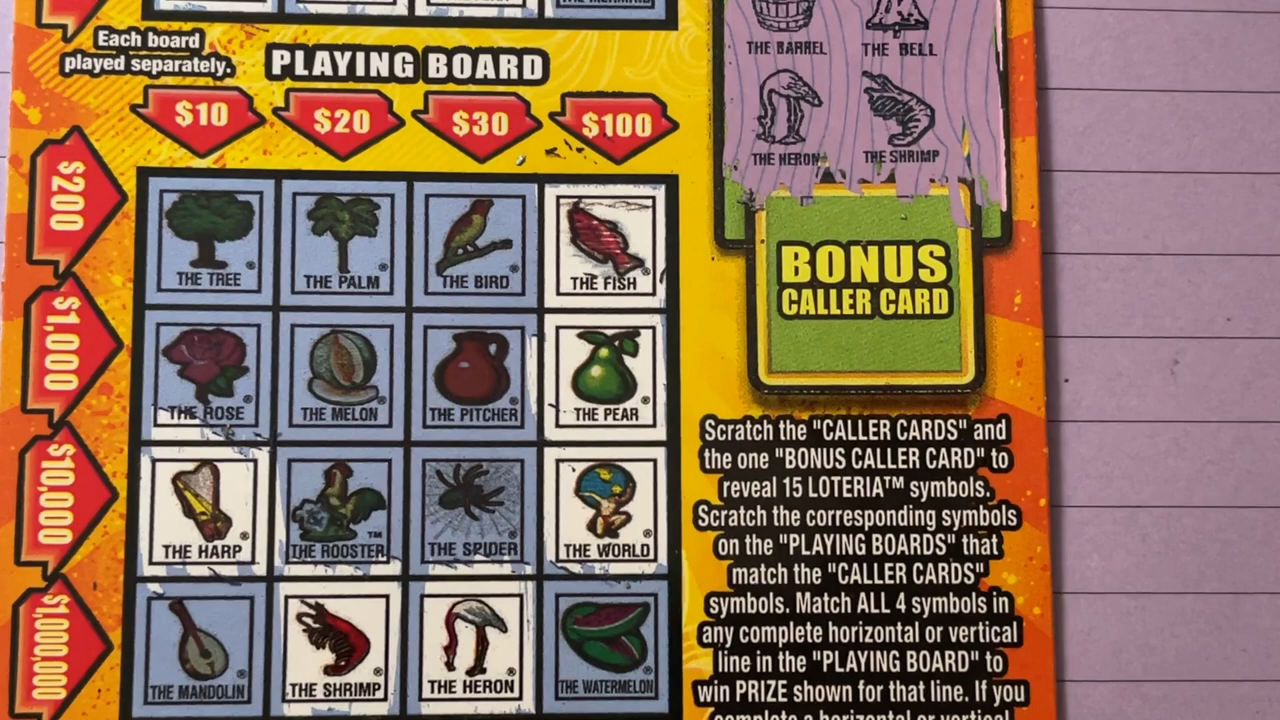 THE MERMAID
Each board
played separately.
PLAYING BOARD
$10
$20
$30
$100
$200
$1,000
$10,000
$1,000,000
THE TREE
THE PALM
THE BIRD
THE FISH
THE ROSE
THE MELON
THE PITCHER
THE PEAR
THE HARP
THE ROOSTER
THE SPIDER
THE WORLD
THE MANDOLIN
THE SHRIMP
THE HERON
THE WATERMELON
THE BARREL
THE BELL
THE HERON
THE SHRIMP
BONUS
CALLER CARD
Scratch the "CALLER CARDS" and
the one "BONUS CALLER CARD" to
reveal 15 LOTERIA™ symbols.
Scratch the corresponding symbols
on the "PLAYING BOARDS" that
match the "CALLER CARDS"
symbols. Match ALL 4 symbols in
any complete horizontal or vertical
line in the "PLAYING BOARD" to
win PRIZE shown for that line. If you
complete a horizontal or vertical